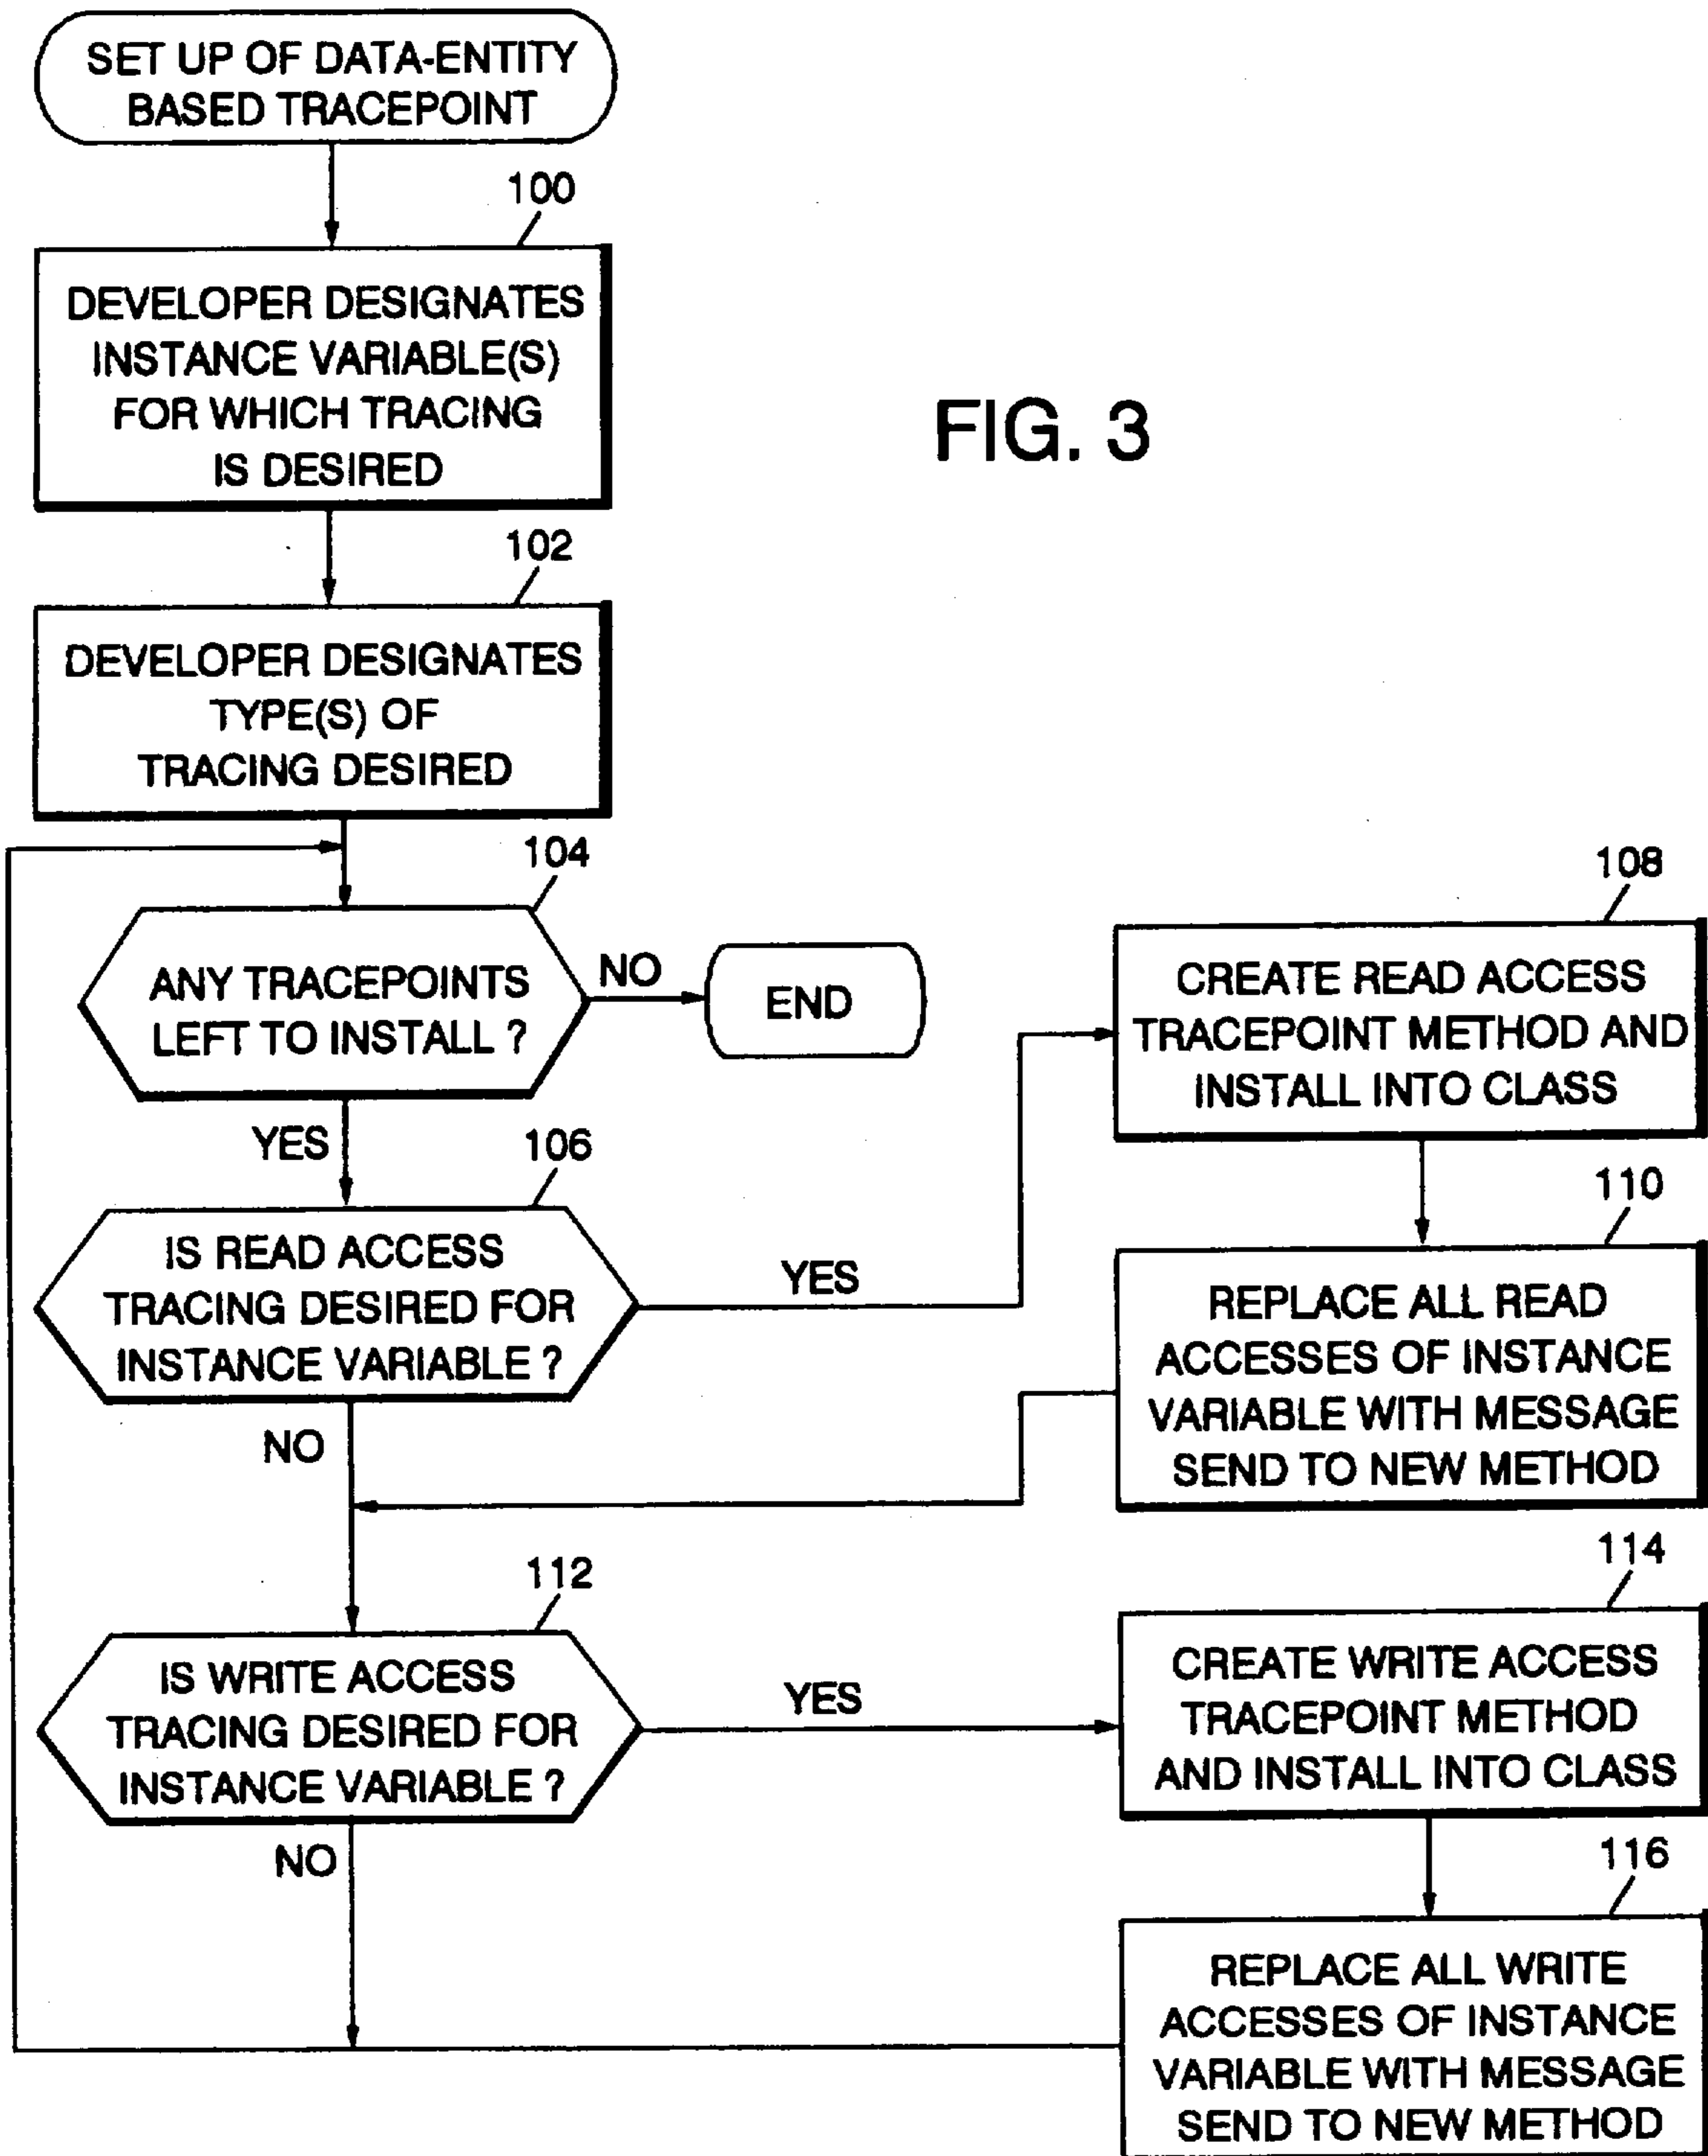 SET UP OF DATA-ENTITY
BASED TRACEPOINT
100
DEVELOPER DESIGNATES
INSTANCE VARIABLE(S)
FOR WHICH TRACING
IS DESIRED
FIG. 3
102
DEVELOPER DESIGNATES
TYPE(S) OF
TRACING DESIRED
104
ANY TRACEPOINTS
LEFT TO INSTALL ?
NO
END
YES
106
IS READ ACCESS
TRACING DESIRED FOR
INSTANCE VARIABLE ?
YES
NO
108
CREATE READ ACCESS
TRACEPOINT METHOD AND
INSTALL INTO CLASS
110
REPLACE ALL READ
ACCESSES OF INSTANCE
VARIABLE WITH MESSAGE
SEND TO NEW METHOD
112
IS WRITE ACCESS
TRACING DESIRED FOR
INSTANCE VARIABLE ?
YES
NO
114
CREATE WRITE ACCESS
TRACEPOINT METHOD
AND INSTALL INTO CLASS
116
REPLACE ALL WRITE
ACCESSES OF INSTANCE
VARIABLE WITH MESSAGE
SEND TO NEW METHOD